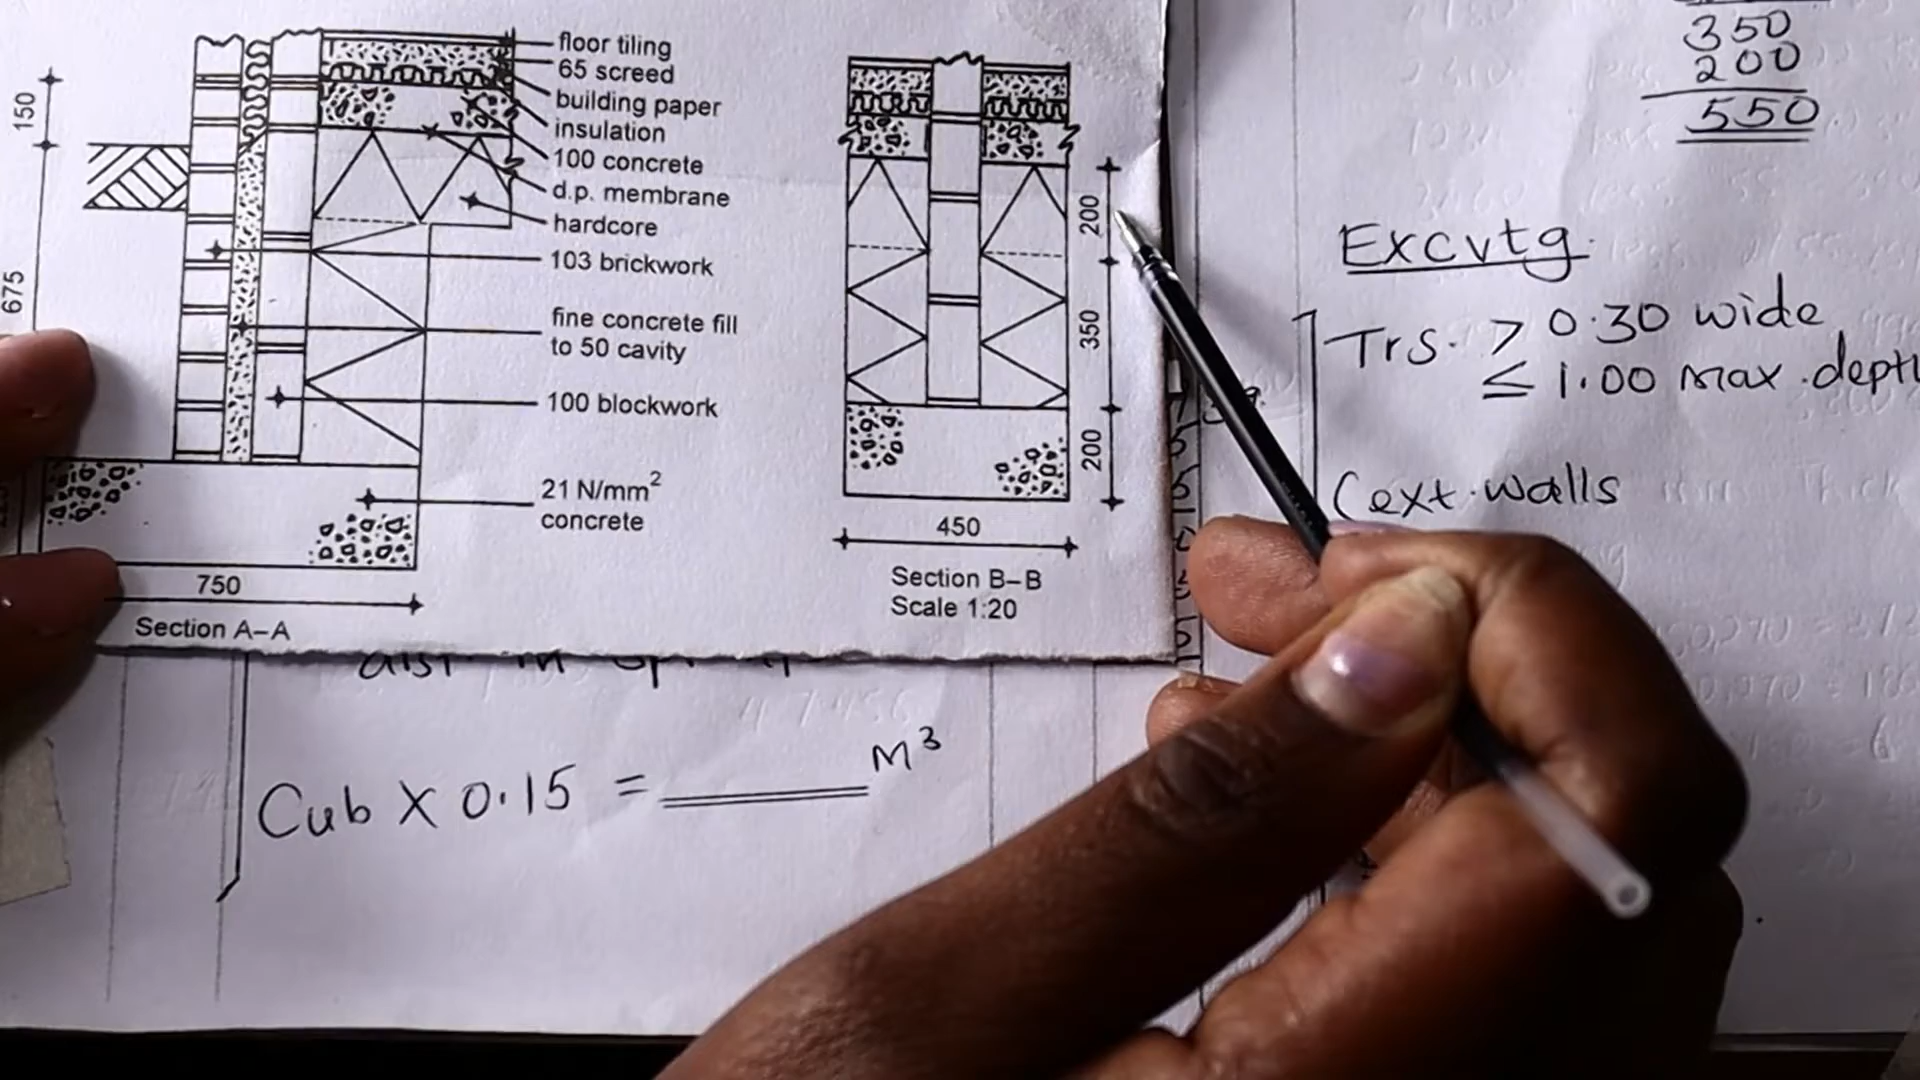 floor tiling
65 screed
building paper
insulation
100 concrete
d.p. membrane
hardcore
103 brickwork
fine concrete fill
to 50 cavity
100 blockwork
21 N/mm2
concrete
150
675
750
Section A–A
200
350
200
450
Section B–B
Scale 1:20
350
200
550
Excvtg
Trs. > 0.30 wide
≤ 1.00 max. depth
(ext. walls
Cub X 0.15 = M3